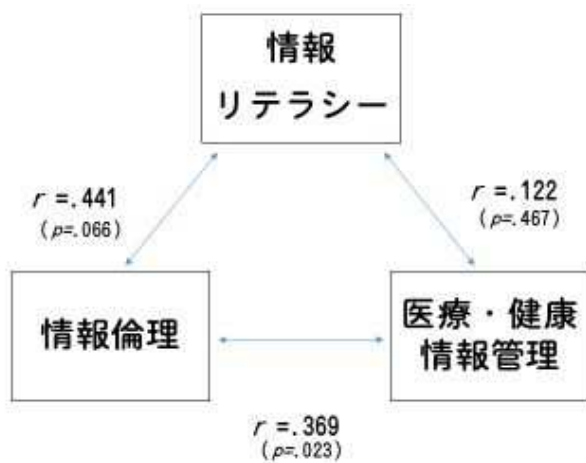 情報
リテラシー
r =.441
(p=.066)
r =.122
(p=.467)
情報倫理
医療・健康
情報管理
r =.369
(p=.023)